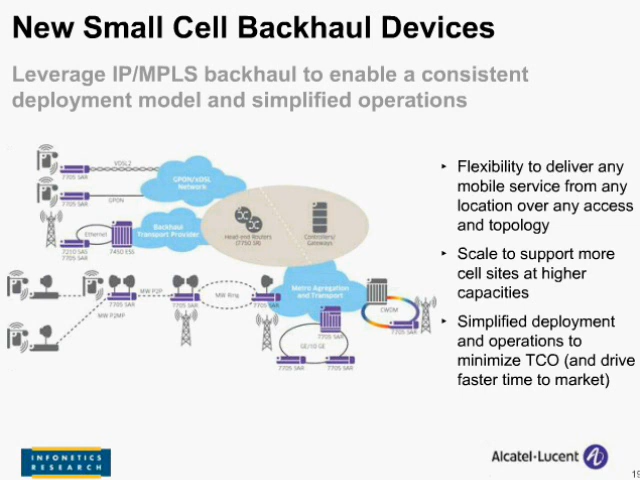 New Small Cell Backhaul Devices
Leverage IP/MPLS backhaul to enable a consistent
deployment model and simplified operations
VDSL2
7705 SAR
GPON/VDSL
Network
GPON
7705 SAR
Ethernet
Backhaul
Transport Provider
7210 SAS
7705 SAR
7450 ESS
Head-end Routers
(7750 SR)
Controllers/
Gateways
MW P2P
7705 SAR
7705 SAR
MW Ring
7705 SAR
MW P2MP
Metro Agregation
and Transport
CWDM
7705 SAR
7705 SAR
GE/10 GE
7705 SAR
7705 SAR
‣ Flexibility to deliver any
mobile service from any
location over any access
and topology
‣ Scale to support more
cell sites at higher
capacities
‣ Simplified deployment
and operations to
minimize TCO (and drive
faster time to market)
INFONETICS
RESEARCH
Alcatel·Lucent
19